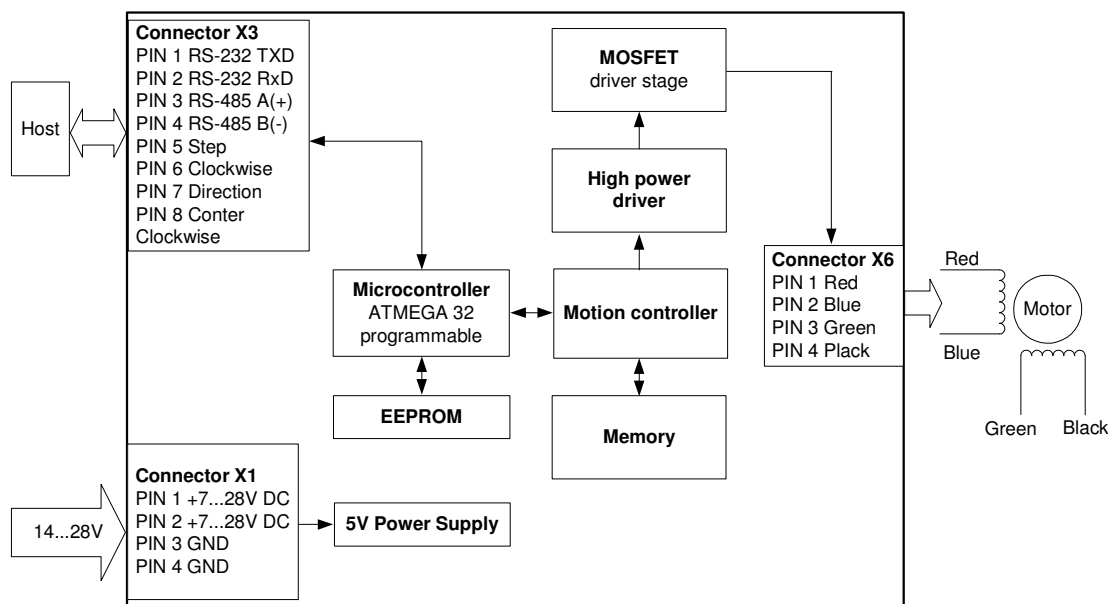 Host
Connector X3
PIN 1 RS-232 TXD
PIN 2 RS-232 RxD
PIN 3 RS-485 A(+)
PIN 4 RS-485 B(-)
PIN 5 Step
PIN 6 Clockwise
PIN 7 Direction
PIN 8 Conter
Clockwise
MOSFET
driver stage
High power
driver
Microcontroller
ATMEGA 32
programmable
Motion controller
EEPROM
Memory
Connector X6
PIN 1 Red
PIN 2 Blue
PIN 3 Green
PIN 4 Plack
Red
Motor
Blue
Green
Black
14...28V
Connector X1
PIN 1 +7...28V DC
PIN 2 +7...28V DC
PIN 3 GND
PIN 4 GND
5V Power Supply